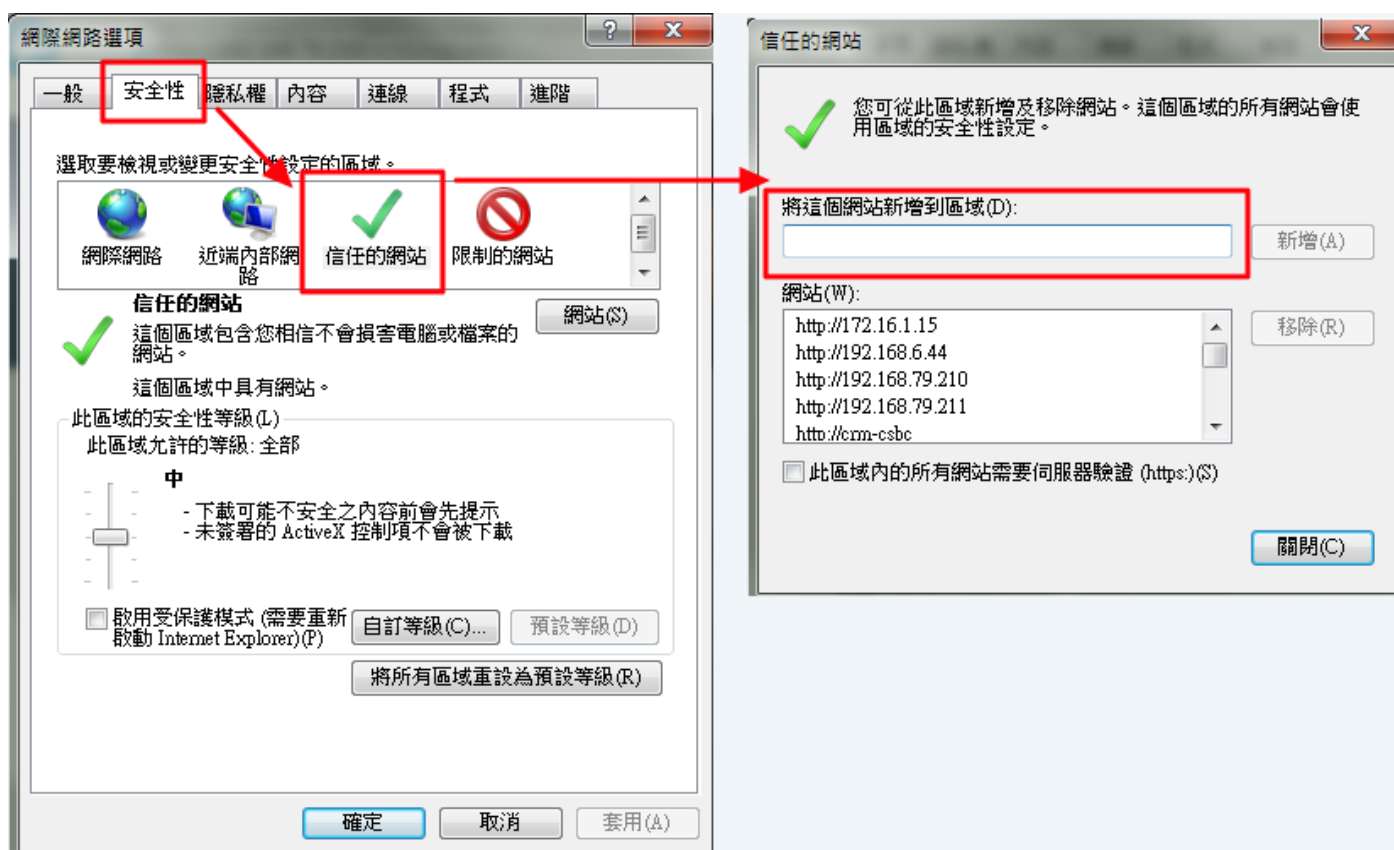 網際網路選項
一般
安全性
隱私權
內容
連線
程式
進階
選取要檢視或變更安全性設定的區域。
網際網路
近端內部網
路
信任的網站
限制的網站
信任的網站
這個區域包含您相信不會損害電腦或檔案的
網站。
這個區域中具有網站。
網站(S)
此區域的安全性等級(L)
此區域允許的等級: 全部
中
- 下載可能不安全之內容前會先提示
- 未簽署的 ActiveX 控制項不會被下載
啟用受保護模式 (需要重新
啟動 Internet Explorer)(P)
自訂等級(C)...
預設等級(D)
將所有區域重設為預設等級(R)
確定
取消
套用(A)
信任的網站
您可從此區域新增及移除網站。這個區域的所有網站會使
用區域的安全性設定。
將這個網站新增到區域(D):
新增(A)
網站(W):
http://172.16.1.15
http://192.168.6.44
http://192.168.79.210
http://192.168.79.211
http://crm-csbc
移除(R)
此區域內的所有網站需要伺服器驗證 (https:)(S)
關閉(C)